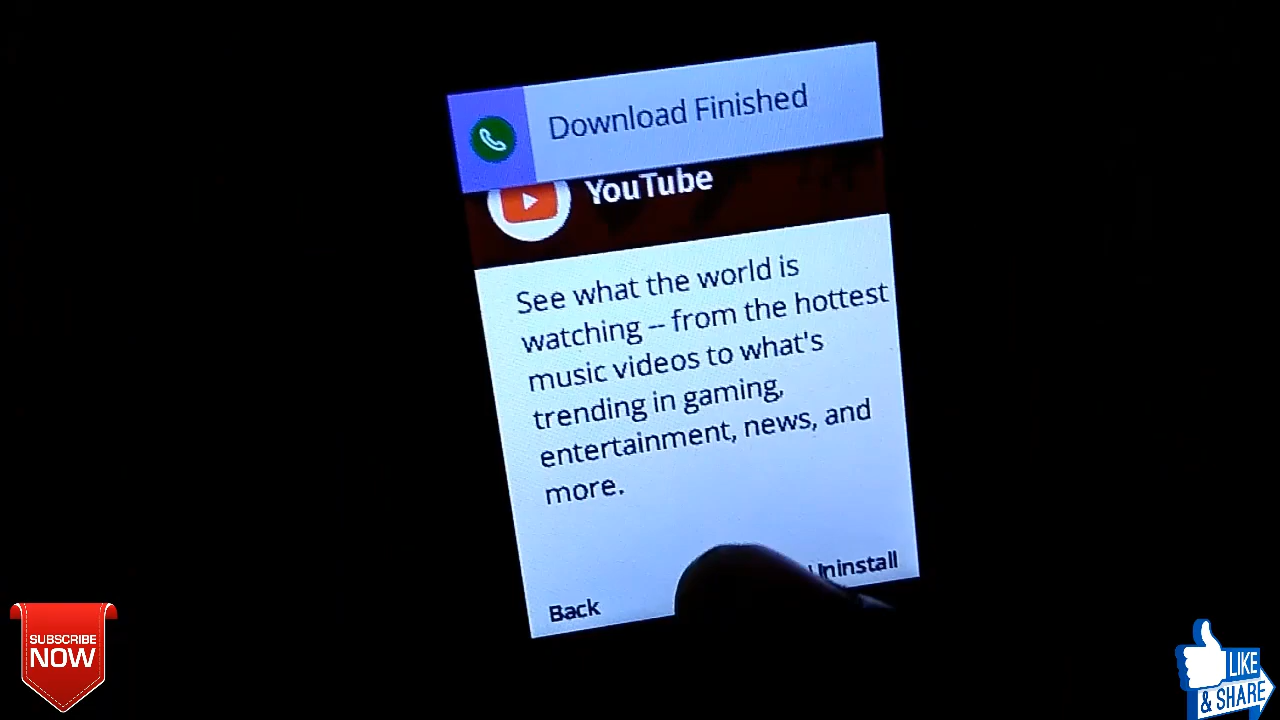 Download Finished
YouTube
See what the world is
watching -- from the hottest
music videos to what's
trending in gaming,
entertainment, news, and
more.
Back
Uninstall
SUBSCRIBE
NOW
LIKE
& SHARE